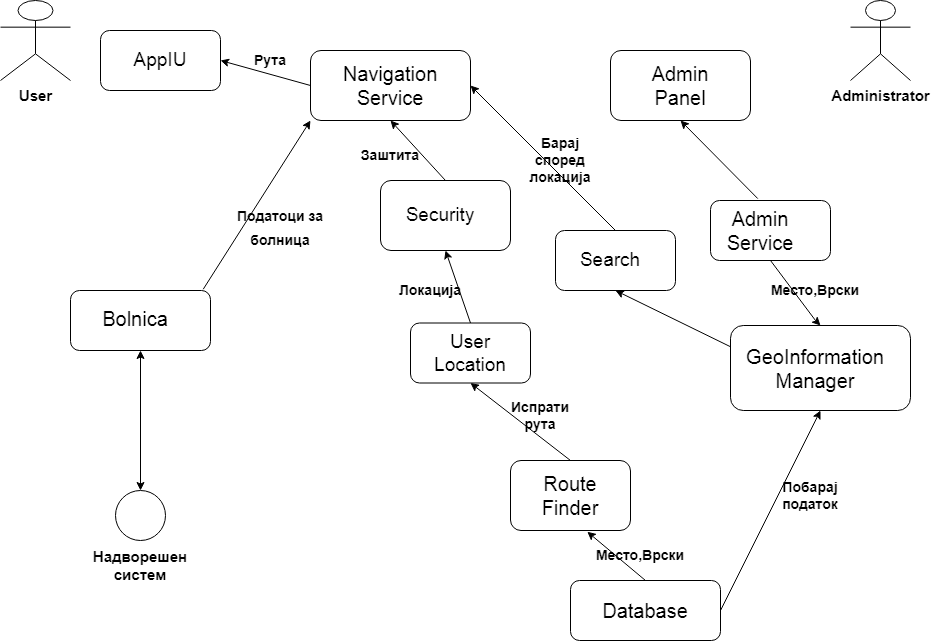 User
AppIU
Рута
Navigation
Service
Admin
Panel
Administrator
Заштита
Барај
според
локација
Податоци за
болница
Security
Search
Admin
Service
Локација
Место,Врски
Bolnica
User
Location
GeoInformation
Manager
Испрати
рута
Route
Finder
Побарај
податок
Надворешен
систем
Место,Врски
Database